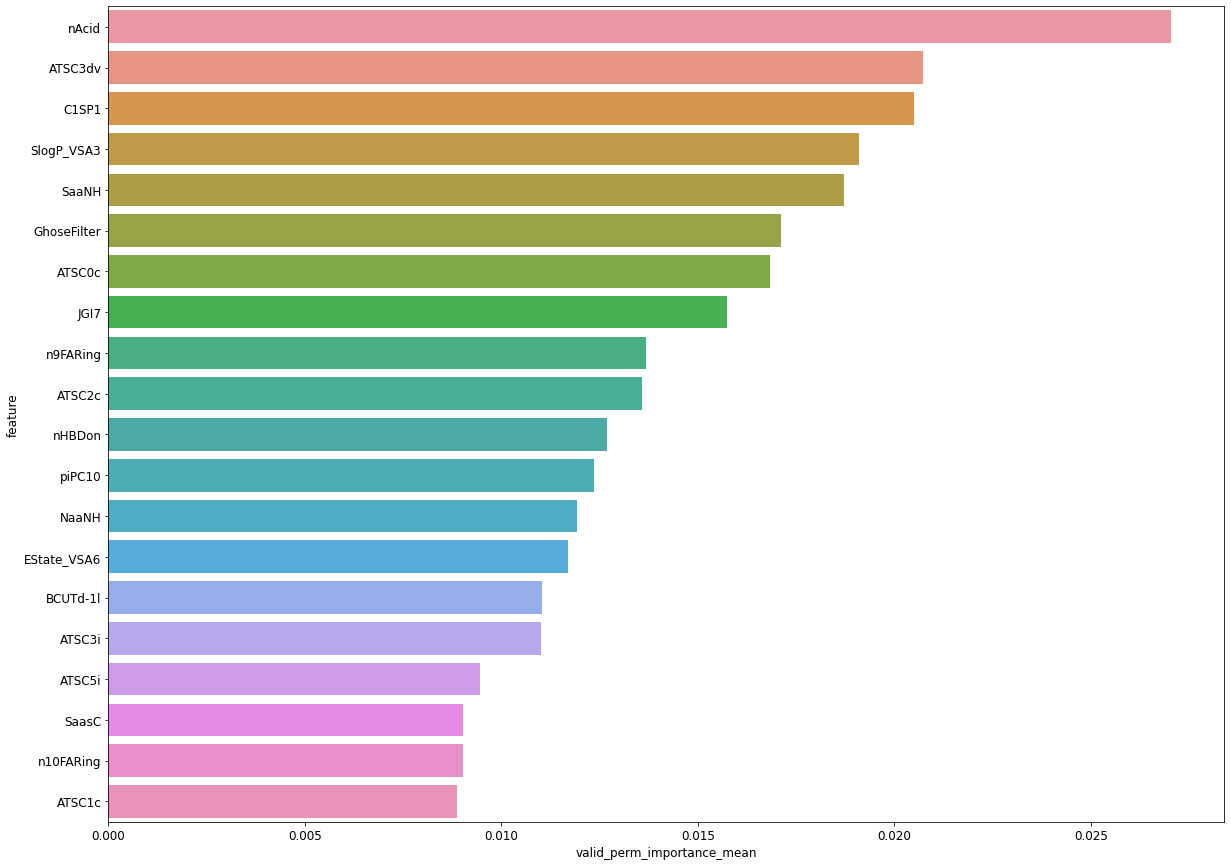 nAcid
ATSC3dv
C1SP1
SlogP_VSA3
SaaNH
GhoseFilter
ATSC0c
JGI7
n9FARing
ATSC2c
nHBDon
piPC10
NaaNH
EState_VSA6
BCUTd-1l
ATSC3i
ATSC5i
SaasC
n10FARing
ATSC1c
feature
0.000 0.005 0.010 0.015 0.020 0.025
valid_perm_importance_mean